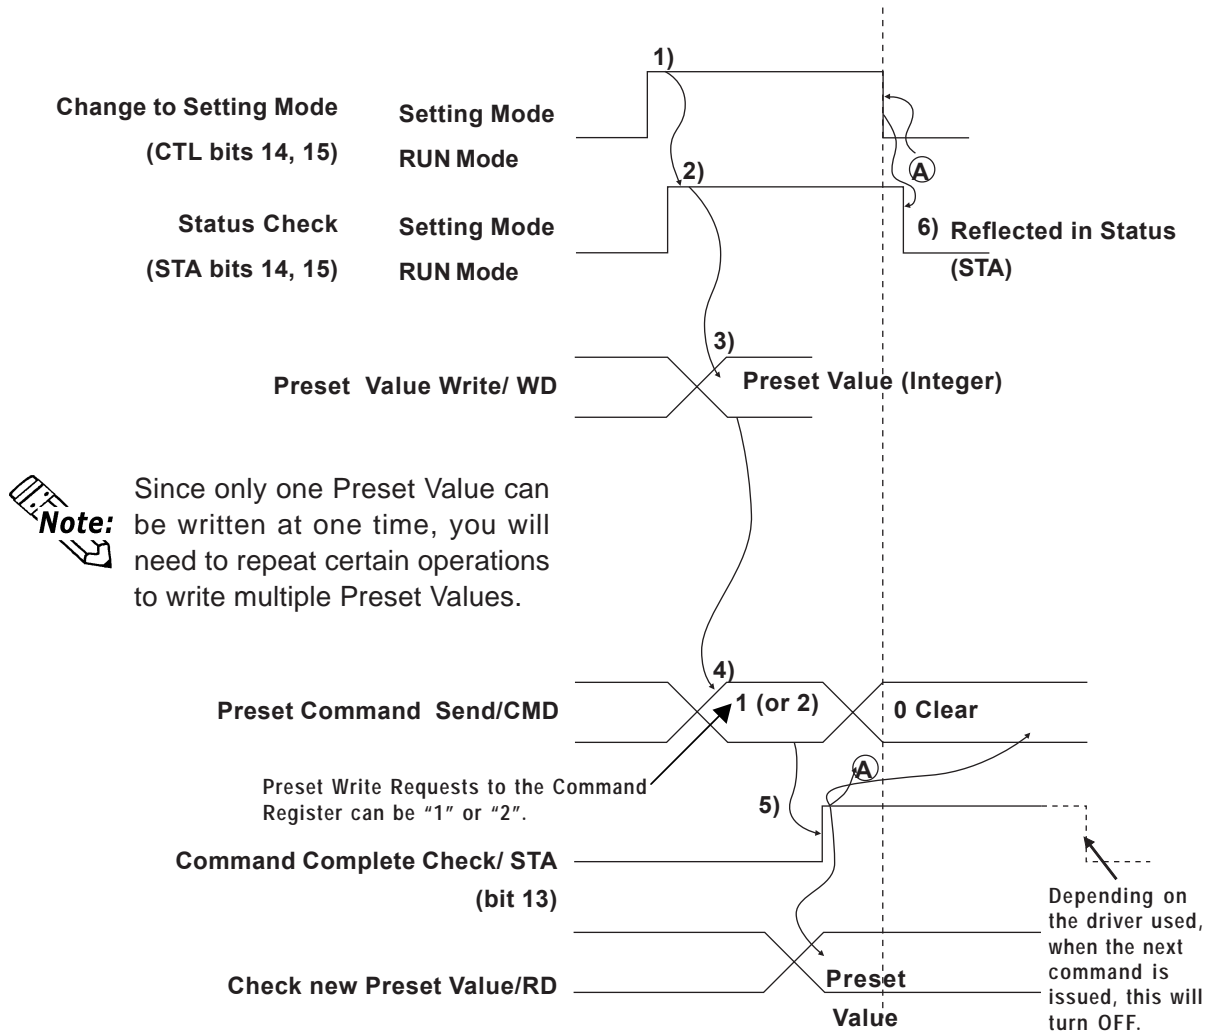 1)
Change to Setting Mode
(CTL bits 14, 15)
Setting Mode
RUN Mode
A
2)
Status Check
(STA bits 14, 15)
Setting Mode
RUN Mode
6) Reflected in Status
(STA)
3)
Preset Value Write/ WD
Preset Value (Integer)
Note:
Since only one Preset Value can
be written at one time, you will
need to repeat certain operations
to write multiple Preset Values.
4)
Preset Command Send/CMD
1 (or 2)
0 Clear
Preset Write Requests to the Command
Register can be “1” or “2”.
A
5)
Command Complete Check/ STA
(bit 13)
Depending on
the driver used,
when the next
command is
issued, this will
turn OFF.
Check new Preset Value/RD
Preset
Value